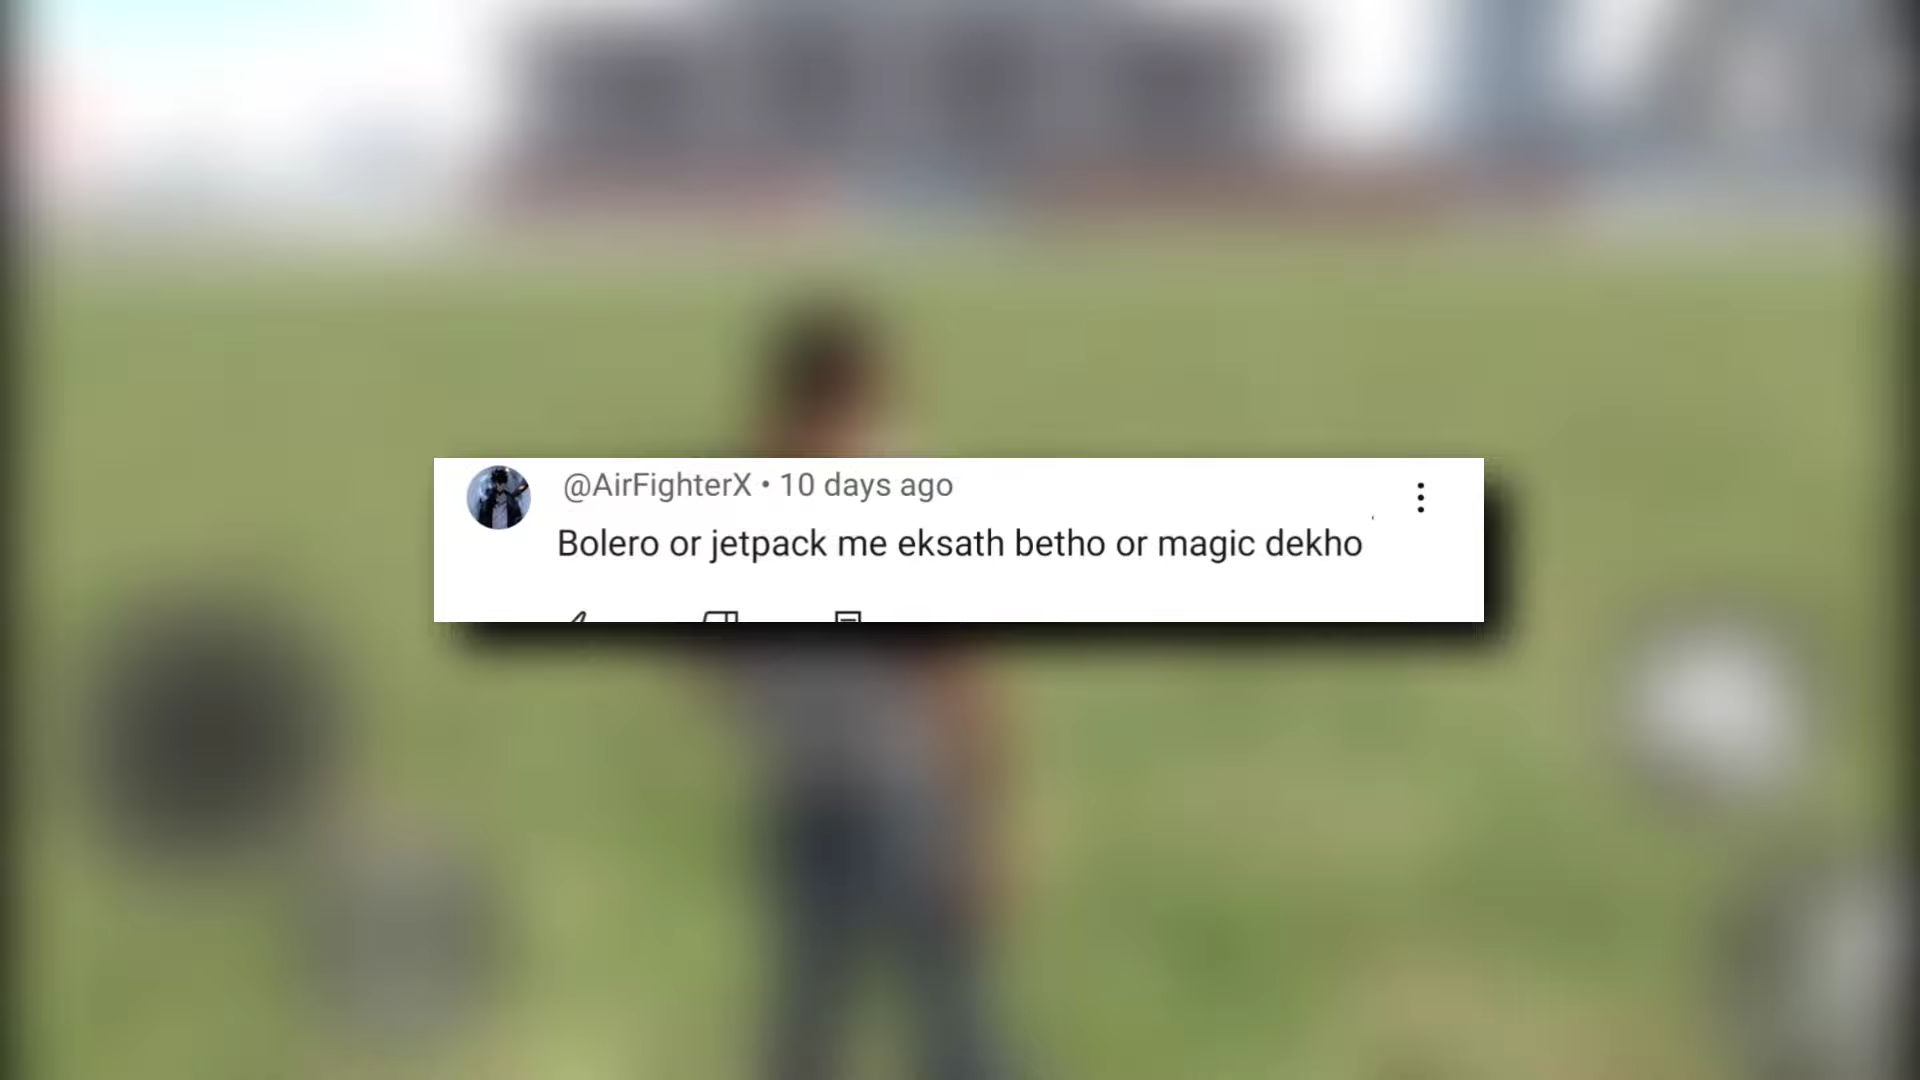 @AirFighterX • 10 days ago
Bolero or jetpack me eksath betho or magic dekho